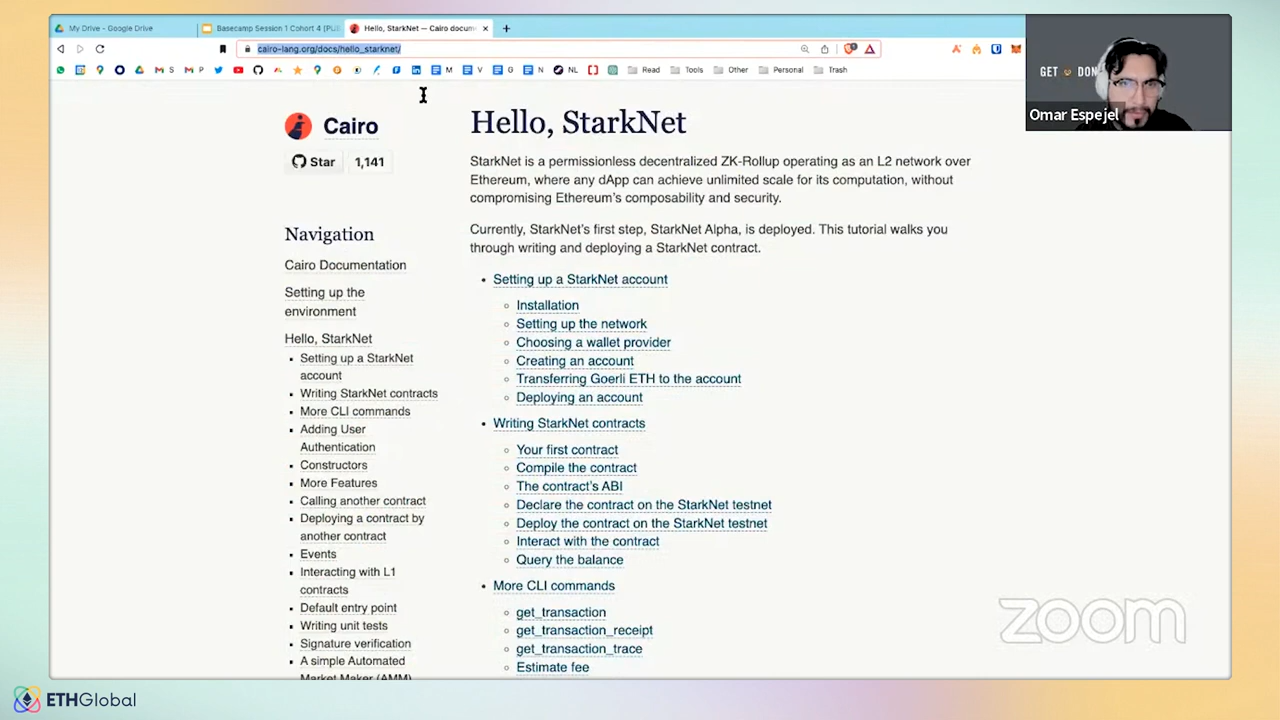 My Drive - Google Drive
Basecamp Session 1 Cohort 4 [PU
Hello, StarkNet — Cairo docum
cairo-lang.org/docs/hello_starknet/
M S
M P
M
V
G
N
NL
Read
Tools
Other
Personal
Trash
GET DON
Omar Espejel
Cairo
Star
1,141
Navigation
Cairo Documentation
Setting up the
environment
Hello, StarkNet
Setting up a StarkNet
account
Writing StarkNet contracts
More CLI commands
Adding User
Authentication
Constructors
More Features
Calling another contract
Deploying a contract by
another contract
Events
Interacting with L1
contracts
Default entry point
Writing unit tests
Signature verification
A simple Automated
Market Maker (AMM)
Hello, StarkNet
StarkNet is a permissionless decentralized ZK-Rollup operating as an L2 network over
Ethereum, where any dApp can achieve unlimited scale for its computation, without
compromising Ethereum's composability and security.
Currently, StarkNet's first step, StarkNet Alpha, is deployed. This tutorial walks you
through writing and deploying a StarkNet contract.
Setting up a StarkNet account
Installation
Setting up the network
Choosing a wallet provider
Creating an account
Transferring Goerli ETH to the account
Deploying an account
Writing StarkNet contracts
Your first contract
Compile the contract
The contract's ABI
Declare the contract on the StarkNet testnet
Deploy the contract on the StarkNet testnet
Interact with the contract
Query the balance
More CLI commands
get_transaction
get_transaction_receipt
get_transaction_trace
Estimate fee
zoom
ETHGlobal